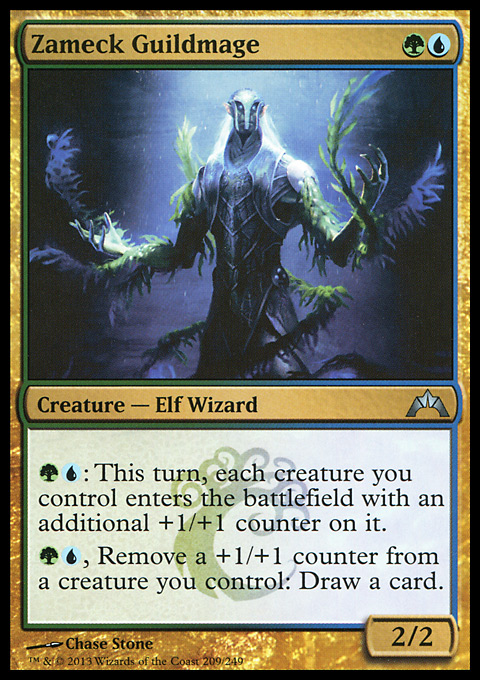 Zameck Guildmage
Creature — Elf Wizard
: This turn, each creature you
control enters the battlefield with an
additional +1/+1 counter on it.
, Remove a +1/+1 counter from
a creature you control: Draw a card.
2/2
Chase Stone
™ & © 2013 Wizards of the Coast 209/249